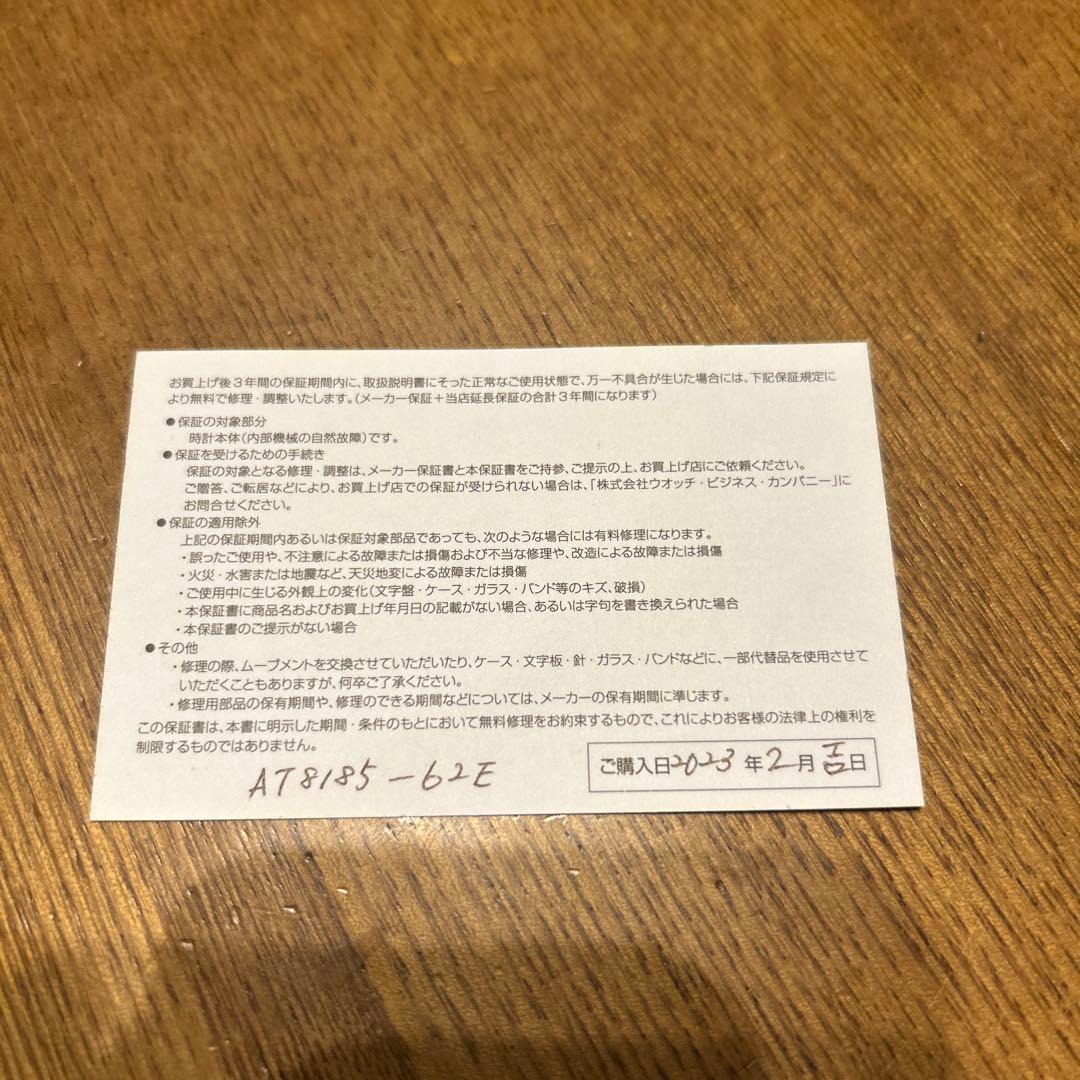 お買上げ後3年間の保証期間内に、取扱説明書にそった正常なご使用状態で、万一不具合が生じた場合には、下記保証規定に
より無料で修理・調整いたします。(メーカー保証+当店延長保証の合計3年間になります)
●保証の対象部分
時計本体(内部機械の自然故障)です。
●保証を受けるための手続き
保証の対象となる修理・調整は、メーカー保証書と本保証書をご持参、ご提示の上、お買上げ店にご依頼ください。
ご贈答、ご転居などにより、お買上げ店での保証が受けられない場合は、「株式会社ウオッチ・ビジネス・カンパニー」に
お問合せください。
●保証の適用除外
上記の保証期間内あるいは保証対象部品であっても、次のような場合には有料修理になります。
・誤ったご使用や、不注意による故障または損傷および不当な修理や、改造による故障または損傷
・火災・水害または地震など、天災地変による故障または損傷
・ご使用中に生じる外観上の変化(文字盤・ケース・ガラス・バンド等のキズ、破損)
・本保証書に商品名およびお買上げ年月日の記載がない場合、あるいは字句を書き換えられた場合
・本保証書のご提示がない場合
●その他
・修理の際、ムーブメントを交換させていただいたり、ケース・文字板・針・ガラス・バンドなどに、一部代替品を使用させて
いただくこともありますが、何卒ご了承ください。
・修理用部品の保有期間や、修理のできる期間などについては、メーカーの保有期間に準じます。
この保証書は、本書に明示した期間・条件のもとにおいて無料修理をお約束するもので、これによりお客様の法律上の権利を
制限するものではありません。
AT8185-62E
ご購入日2023年2月吉日